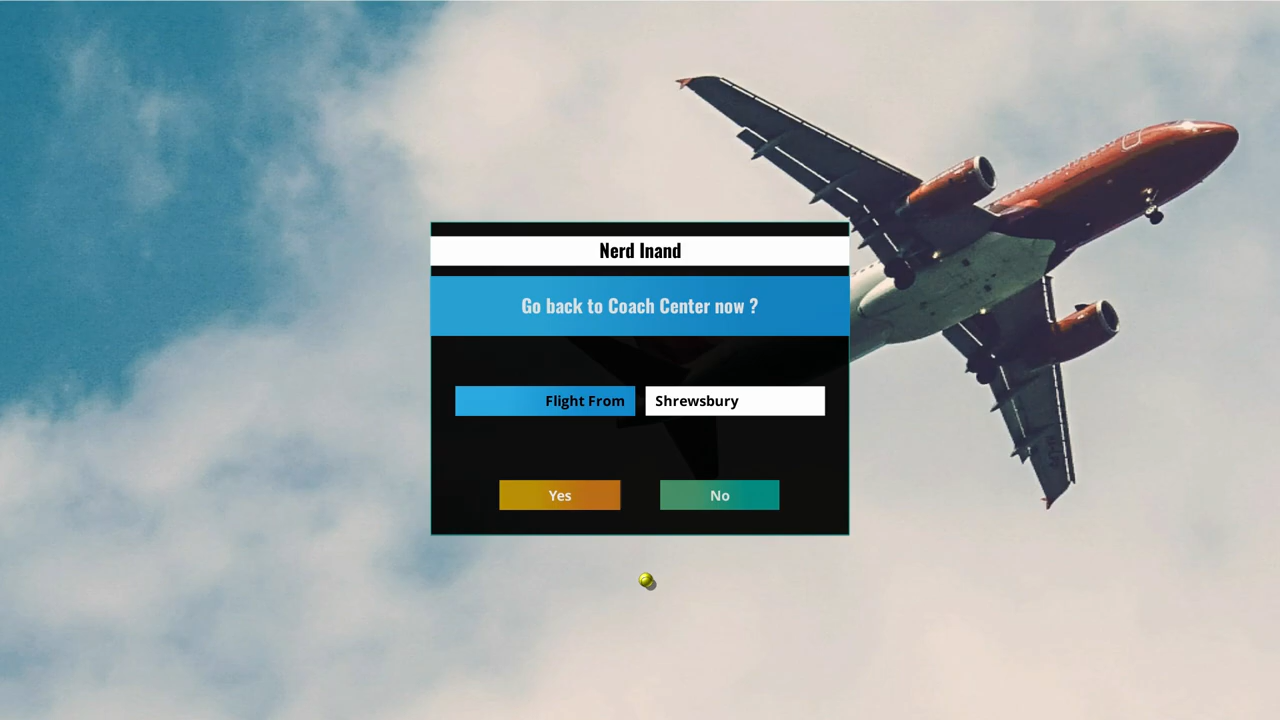 Nerd Inand
Go back to Coach Center now ?
Flight From Shrewsbury
Yes No